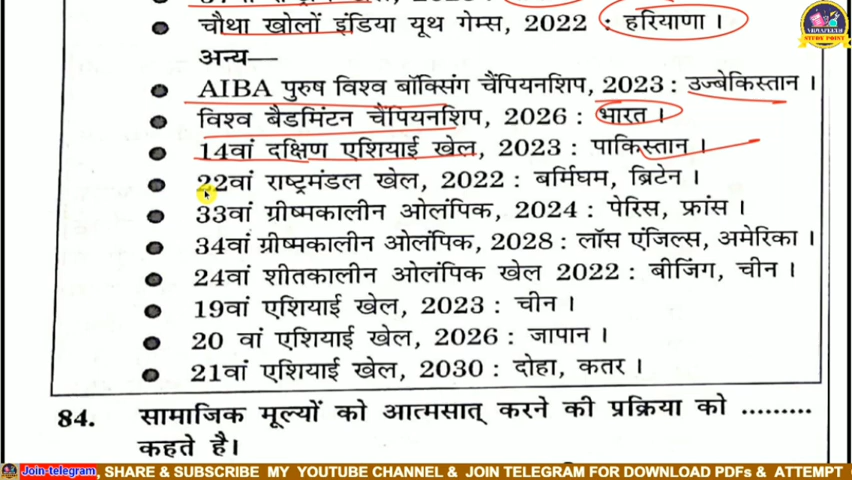 चौथा खोलों इंडिया यूथ गेम्स, 2022 : हरियाणा ।
अन्य—
AIBA पुरुष विश्व बॉक्सिंग चैंपियनशिप, 2023 : उज्बेकिस्तान ।
विश्व बैडमिंटन चैंपियनशिप, 2026 : भारत ।
14वां दक्षिण एशियाई खेल, 2023 : पाकिस्तान ।
22वां राष्ट्रमंडल खेल, 2022 : बर्मिंघम, ब्रिटेन ।
33वां ग्रीष्मकालीन ओलंपिक, 2024 : पेरिस, फ्रांस ।
34वां ग्रीष्मकालीन ओलंपिक, 2028 : लॉस एंजिल्स, अमेरिका ।
24वां शीतकालीन ओलंपिक खेल 2022 : बीजिंग, चीन ।
19वां एशियाई खेल, 2023 : चीन ।
20 वां एशियाई खेल, 2026 : जापान ।
21वां एशियाई खेल, 2030 : दोहा, कतर ।
84. सामाजिक मूल्यों को आत्मसात् करने की प्रक्रिया को .........
कहते है।
Join-telegram, SHARE & SUBSCRIBE MY YOUTUBE CHANNEL & JOIN TELEGRAM FOR DOWNLOAD PDFs & ATTEMPT
STUDY POINT